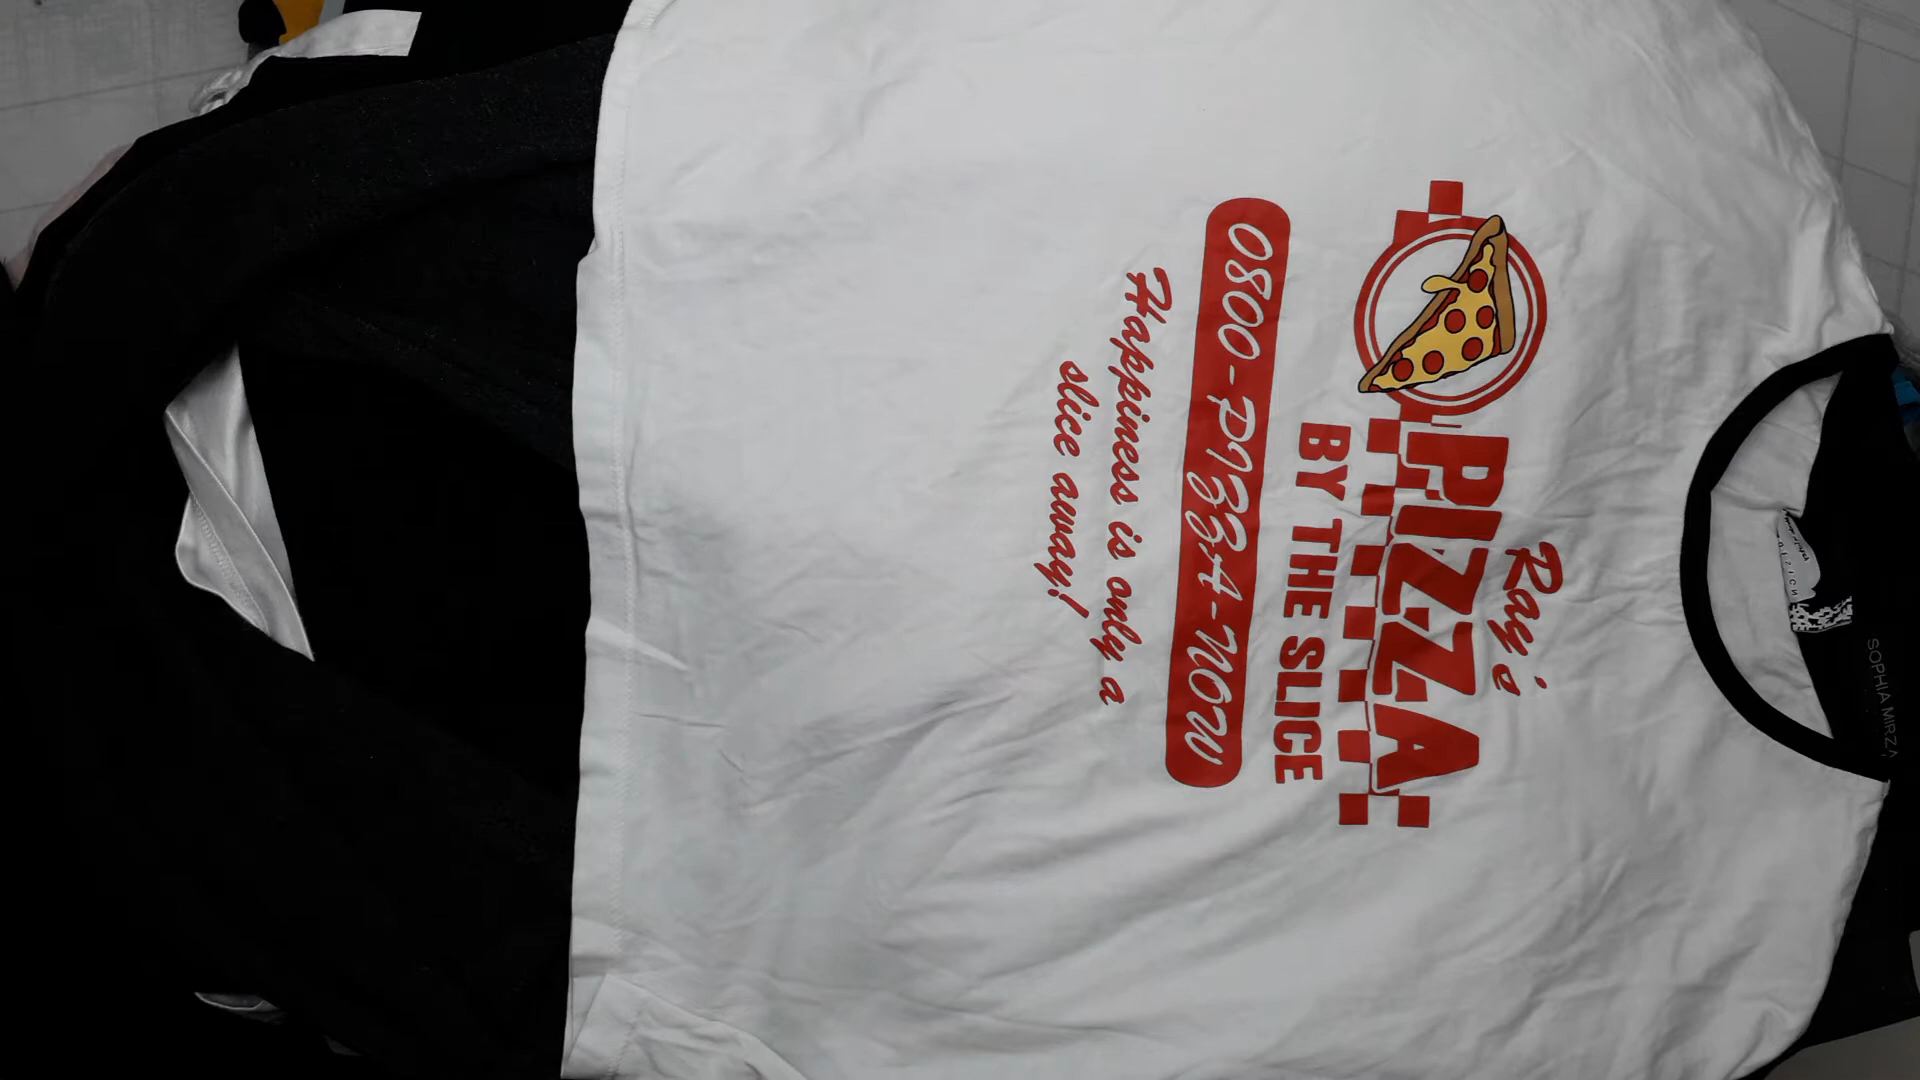 Ray's
PIZZA
BY THE SLICE
0800-PIZZA-NOW
Happiness is only a
slice away!
SOPHIA MIRZA